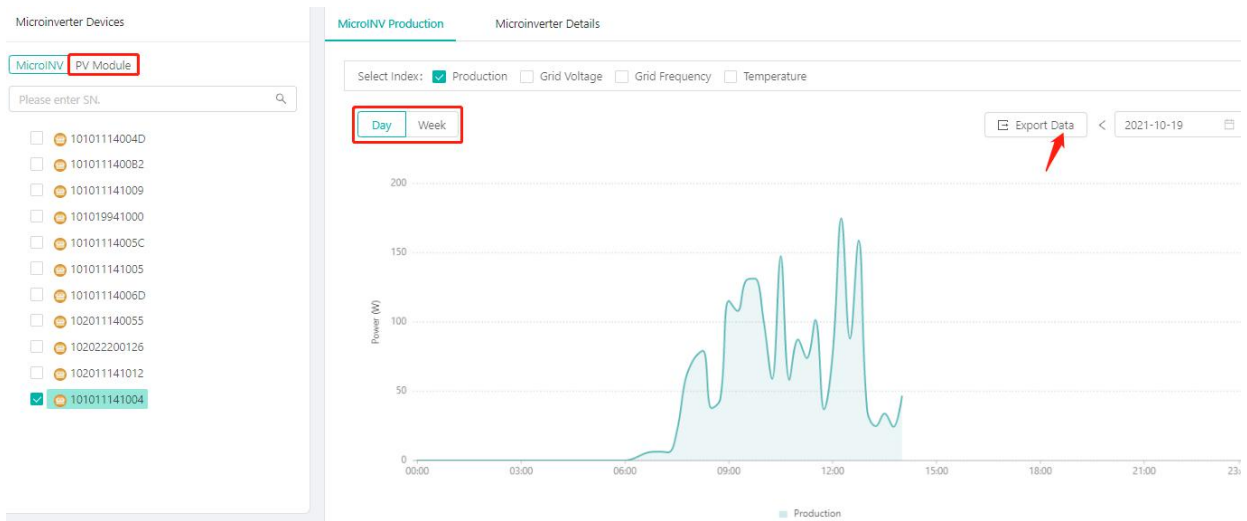 Microinverter Devices
MicroINV PV Module
Please enter SN.
10101114004D
1010111400B2
101011141009
101019941000
10101114005C
101011141005
10101114006D
102011140055
102022200126
102011141012
101011141004
MicroINV Production Microinverter Details
Select Index: Production Grid Voltage Grid Frequency Temperature
Day Week Export Data < 2021-10-19
200
150
100
50
0
Power (W)
00:00 03:00 06:00 09:00 12:00 15:00 18:00 21:00
Production